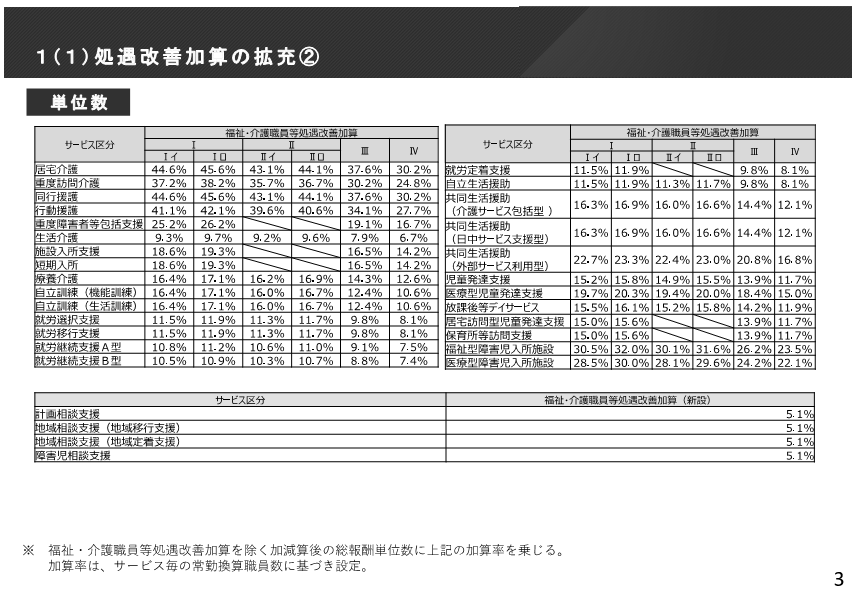 1(1)処遇改善加算の拡充②
単位数
サービス区分 福祉・介護職員等処遇改善加算
Ⅰ Ⅱ Ⅲ Ⅳ
Ⅰイ Ⅰロ Ⅱイ Ⅱロ
居宅介護 44.6% 45.6% 43.1% 44.1% 37.6% 30.2%
重度訪問介護 37.2% 38.2% 35.7% 36.7% 30.2% 24.8%
同行援護 44.6% 45.6% 43.1% 44.1% 37.6% 30.2%
行動援護 41.1% 42.1% 39.6% 40.6% 34.1% 27.7%
重度障害者等包括支援 25.2% 26.2% 19.1% 16.7%
生活介護 9.3% 9.7% 9.2% 9.6% 7.9% 6.7%
施設入所支援 18.6% 19.3% 16.5% 14.2%
短期入所 18.6% 19.3% 16.5% 14.2%
療養介護 16.4% 17.1% 16.2% 16.9% 14.3% 12.6%
自立訓練（機能訓練） 16.4% 17.1% 16.0% 16.7% 12.4% 10.6%
自立訓練（生活訓練） 16.4% 17.1% 16.0% 16.7% 12.4% 10.6%
就労選択支援 11.5% 11.9% 11.3% 11.7% 9.8% 8.1%
就労移行支援 11.5% 11.9% 11.3% 11.7% 9.8% 8.1%
就労継続支援Ａ型 10.8% 11.2% 10.6% 11.0% 9.1% 7.5%
就労継続支援Ｂ型 10.5% 10.9% 10.3% 10.7% 8.8% 7.4%
サービス区分 福祉・介護職員等処遇改善加算
Ⅰ Ⅱ Ⅲ Ⅳ
Ⅰイ Ⅰロ Ⅱイ Ⅱロ
就労定着支援 11.5% 11.9% 9.8% 8.1%
自立生活援助 11.5% 11.9% 11.3% 11.7% 9.8% 8.1%
共同生活援助
（介護サービス包括型 ） 16.3% 16.9% 16.0% 16.6% 14.4% 12.1%
共同生活援助
（日中サービス支援型） 16.3% 16.9% 16.0% 16.6% 14.4% 12.1%
共同生活援助
（外部サービス利用型） 22.7% 23.3% 22.4% 23.0% 20.8% 16.8%
児童発達支援 15.2% 15.8% 14.9% 15.5% 13.9% 11.7%
医療型児童発達支援 19.7% 20.3% 19.4% 20.0% 18.4% 15.0%
放課後等デイサービス 15.5% 16.1% 15.2% 15.8% 14.2% 11.9%
居宅訪問型児童発達支援 15.0% 15.6% 13.9% 11.7%
保育所等訪問支援 15.0% 15.6% 13.9% 11.7%
福祉型障害児入所施設 30.5% 32.0% 30.1% 31.6% 26.2% 23.5%
医療型障害児入所施設 28.5% 30.0% 28.1% 29.6% 24.2% 22.1%
サービス区分 福祉・介護職員等処遇改善加算（新設）
計画相談支援 5.1%
地域相談支援（地域移行支援） 5.1%
地域相談支援（地域定着支援） 5.1%
障害児相談支援 5.1%
※ 福祉・介護職員等処遇改善加算を除く加減算後の総報酬単位数に上記の加算率を乗じる。
加算率は、サービス毎の常勤換算職員数に基づき設定。
3